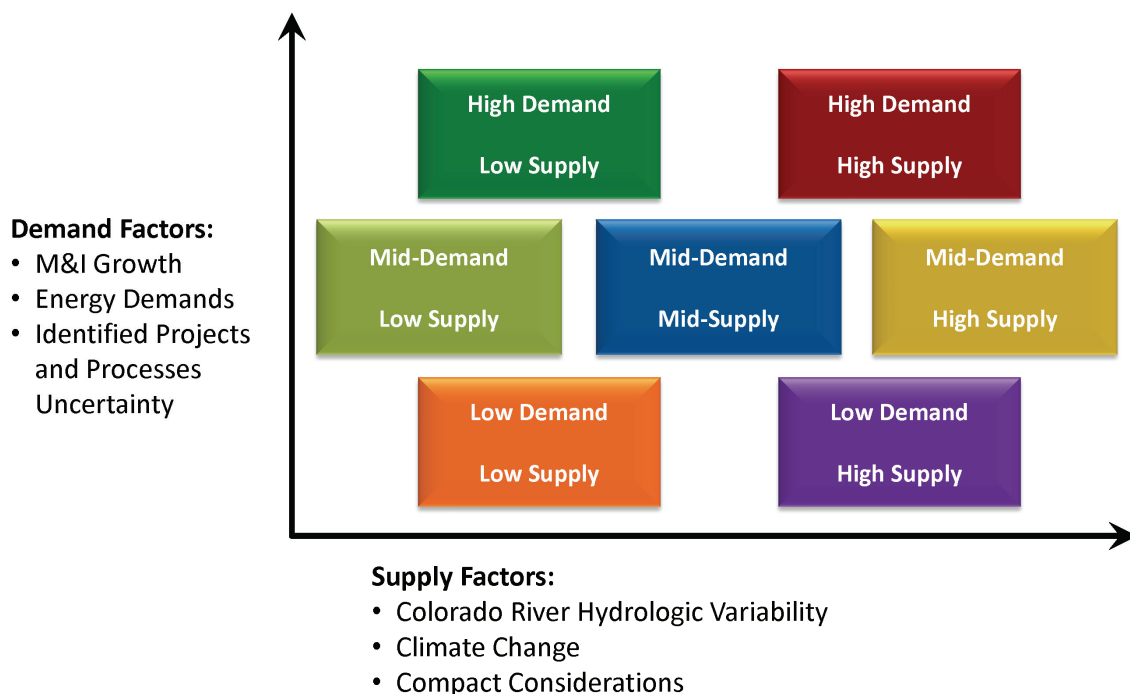 High Demand
Low Supply
High Demand
High Supply
Demand Factors:
• M&I Growth
• Energy Demands
• Identified Projects
and Processes
Uncertainty
Mid-Demand
Low Supply
Mid-Demand
Mid-Supply
Mid-Demand
High Supply
Low Demand
Low Supply
Low Demand
High Supply
Supply Factors:
• Colorado River Hydrologic Variability
• Climate Change
• Compact Considerations